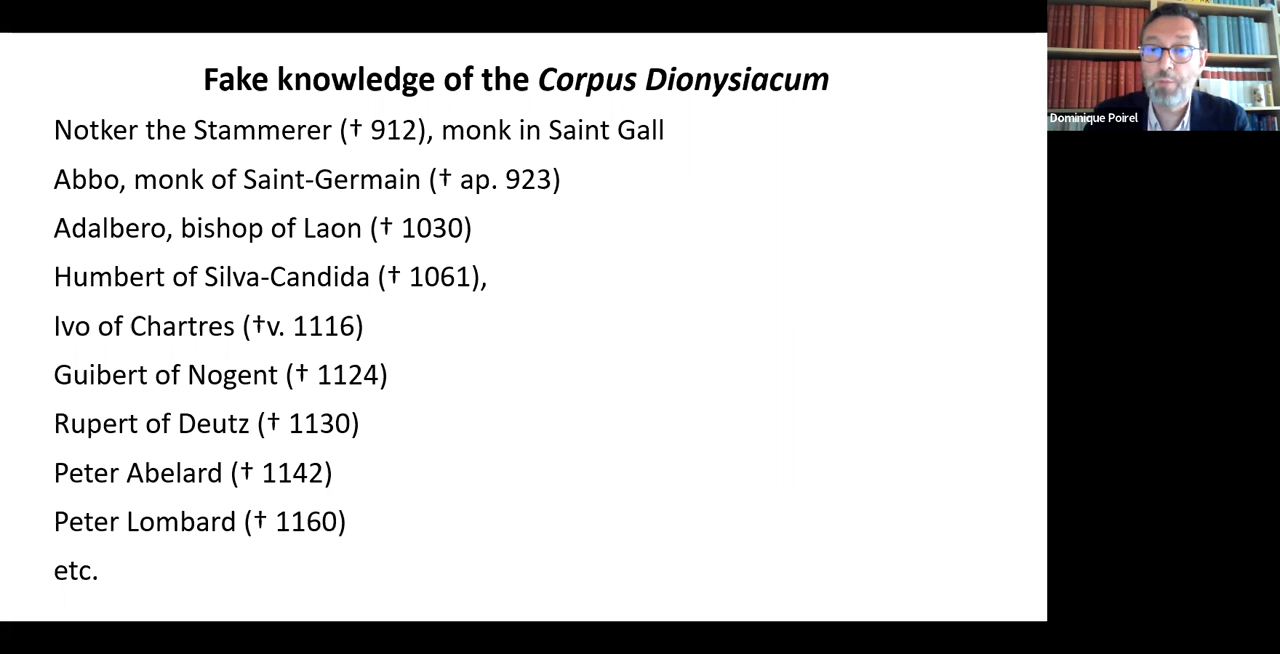 Fake knowledge of the Corpus Dionysiacum
Notker the Stammerer († 912), monk in Saint Gall
Abbo, monk of Saint-Germain († ap. 923)
Adalbero, bishop of Laon († 1030)
Humbert of Silva-Candida († 1061),
Ivo of Chartres (†v. 1116)
Guibert of Nogent († 1124)
Rupert of Deutz († 1130)
Peter Abelard († 1142)
Peter Lombard († 1160)
etc.
Dominique Poirel